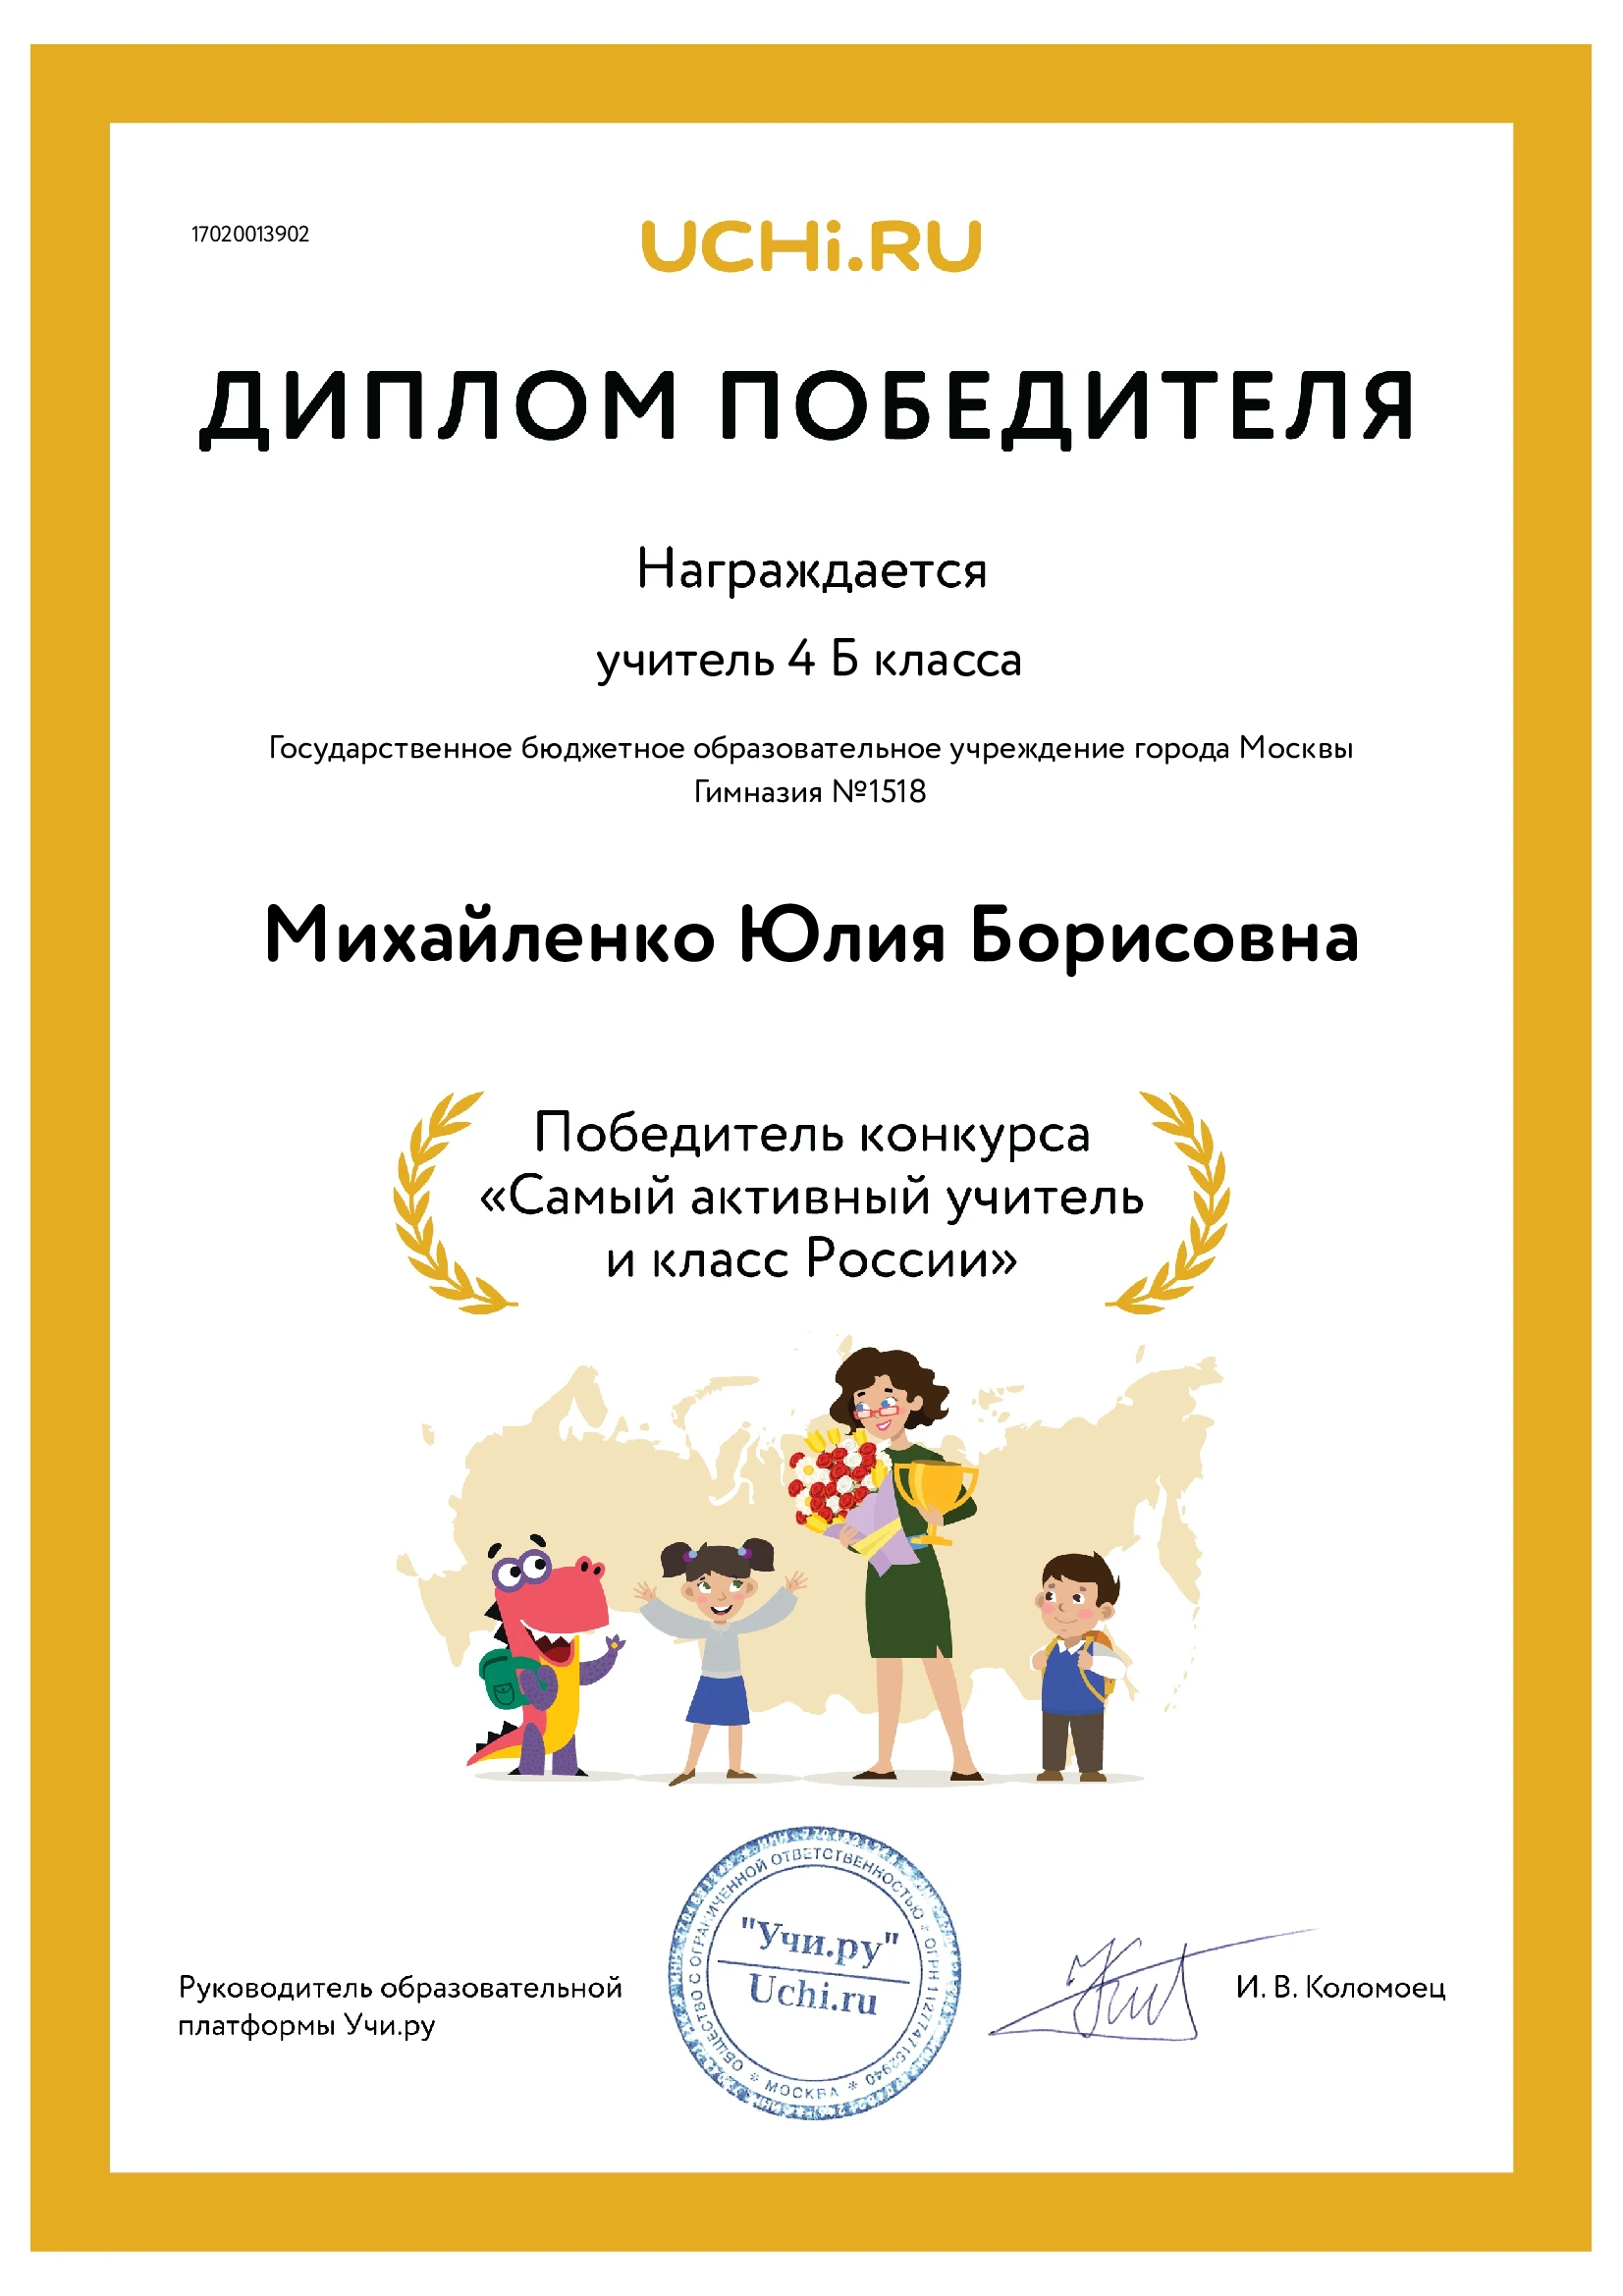 17020013902
UCHi.RU
ДИПЛОМ ПОБЕДИТЕЛЯ
Награждается
учитель 4 Б класса
Государственное бюджетное образовательное учреждение города Москвы
Гимназия №1518
Михайленко Юлия Борисовна
Победитель конкурса
«Самый активный учитель
и класс России»
Руководитель образовательной
платформы Учи.ру
ОБЩЕСТВО С ОГРАНИЧЕННОЙ ОТВЕТСТВЕННОСТЬЮ * ОГРН 1127747152940
* МОСКВА *
"Учи.ру"
Uchi.ru
И. В. Коломоец